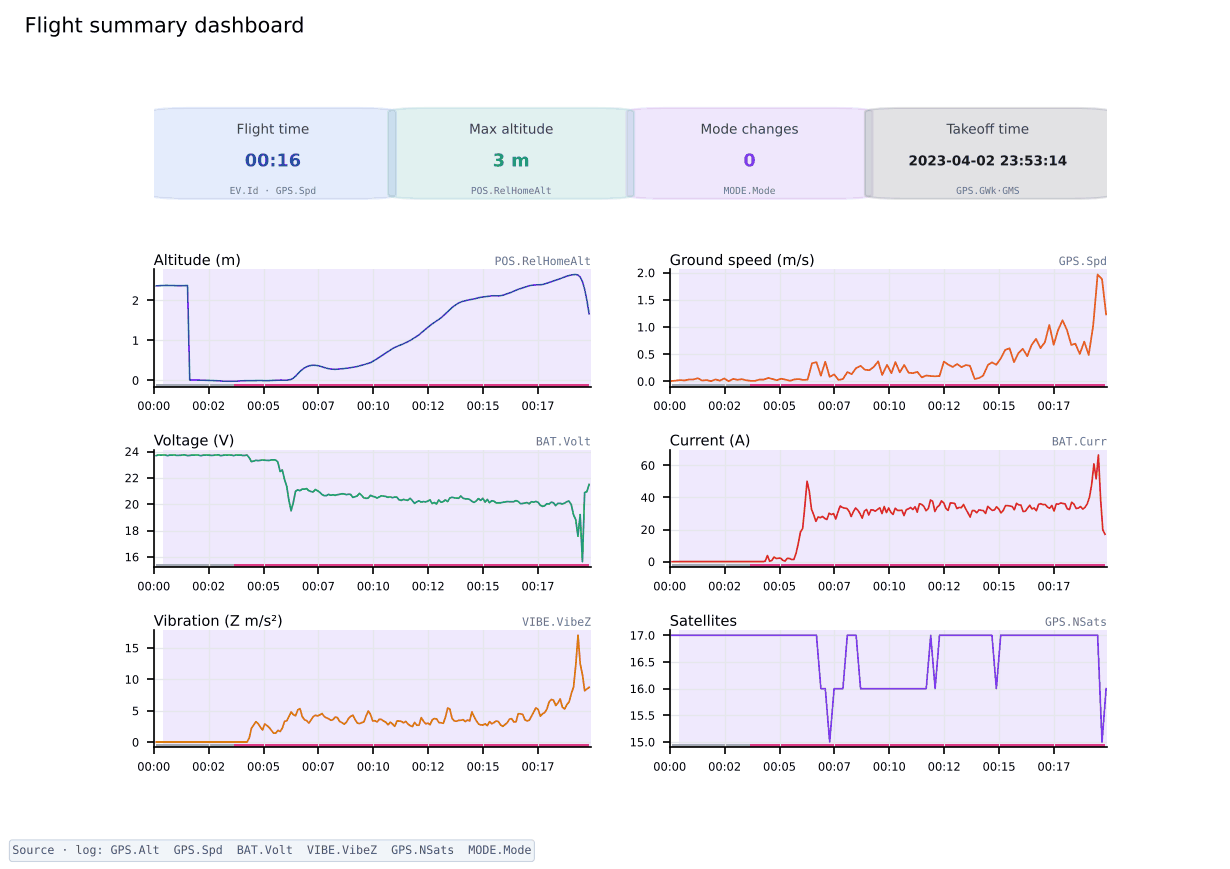 Flight summary dashboard
Flight time
00:16
EV.Id · GPS.Spd
Max altitude
3 m
POS.RelHomeAlt
Mode changes
0
MODE.Mode
Takeoff time
2023-04-02 23:53:14
GPS.GWk·GMS
Altitude (m)
POS.RelHomeAlt
2
1
0
00:00 00:02 00:05 00:07 00:10 00:12 00:15 00:17
Ground speed (m/s)
GPS.Spd
2.0
1.5
1.0
0.5
0.0
00:00 00:02 00:05 00:07 00:10 00:12 00:15 00:17
Voltage (V)
BAT.Volt
24
22
20
18
16
00:00 00:02 00:05 00:07 00:10 00:12 00:15 00:17
Current (A)
BAT.Curr
60
40
20
0
00:00 00:02 00:05 00:07 00:10 00:12 00:15 00:17
Vibration (Z m/s²)
VIBE.VibeZ
15
10
5
0
00:00 00:02 00:05 00:07 00:10 00:12 00:15 00:17
Satellites
GPS.NSats
17.0
16.5
16.0
15.5
15.0
00:00 00:02 00:05 00:07 00:10 00:12 00:15 00:17
Source · log: GPS.Alt GPS.Spd BAT.Volt VIBE.VibeZ GPS.NSats MODE.Mode